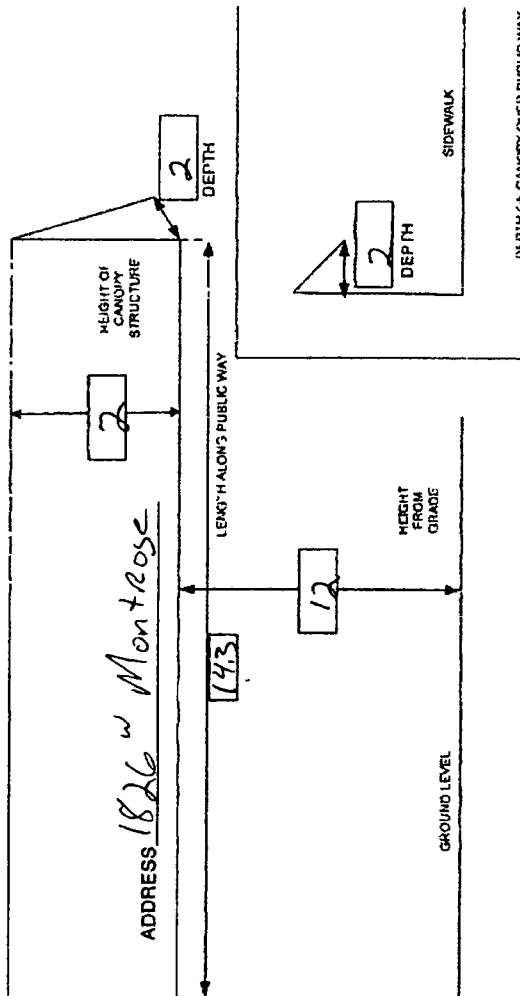 ADDRESS 1826 W Montrose
2
HEIGHT OF
CANOPY
STRUCTURE
2
DEPTH
14.3
LENGTH ALONG PUBLIC WAY
12
HEIGHT
FROM
GRADE
GROUND LEVEL
2
DEPTH
SIDEWALK